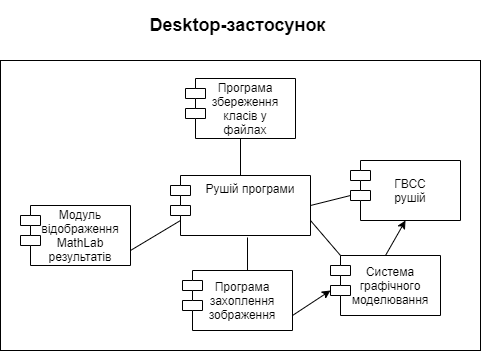 Desktop-застосунок
Програма
збереження
класів у
файлах
Рушій програми
ГВСС
рушій
Модуль
відображення
MathLab
результатів
Програма
захоплення
зображення
Система
графічного
моделювання